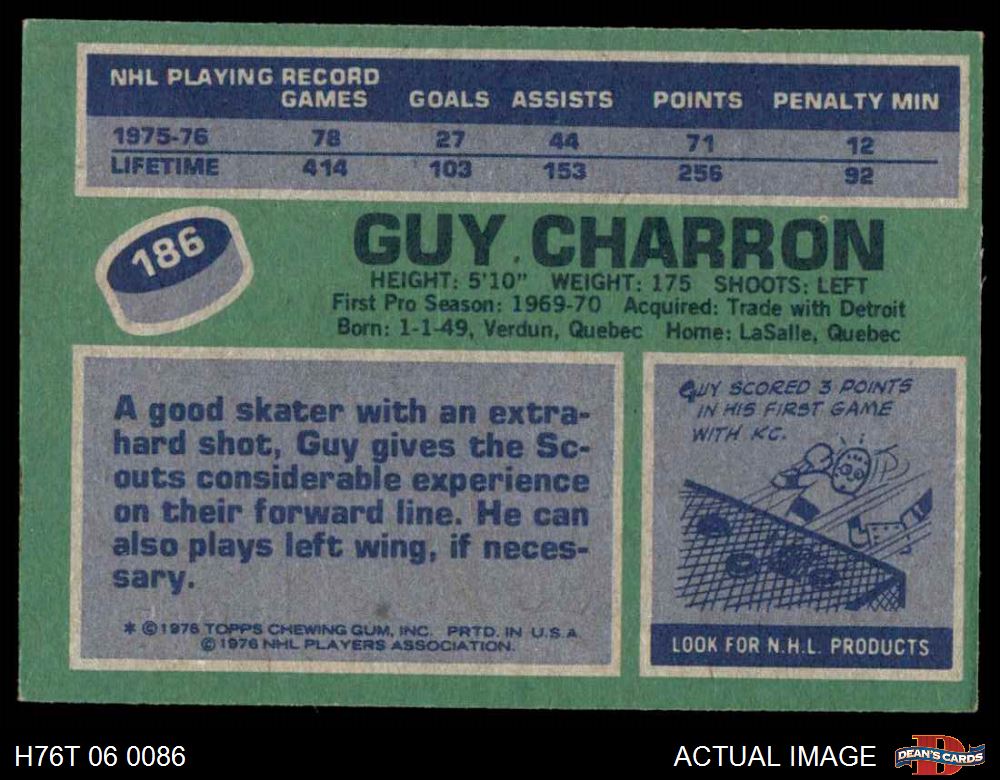 NHL PLAYING RECORD
GAMES GOALS ASSISTS POINTS PENALTY MIN
1975-76 78 27 44 71 12
LIFETIME 414 103 153 256 92
186
GUY CHARRON
HEIGHT: 5'10" WEIGHT: 175 SHOOTS: LEFT
First Pro Season: 1969-70 Acquired: Trade with Detroit
Born: 1-1-49, Verdun, Quebec Home: LaSalle, Quebec
A good skater with an extra-
hard shot, Guy gives the Sc-
outs considerable experience
on their forward line. He can
also plays left wing, if neces-
sary.
* © 1976 TOPPS CHEWING GUM, INC. PRTD. IN U.S.A.
© 1976 NHL PLAYERS ASSOCIATION.
GUY SCORED 3 POINTS
IN HIS FIRST GAME
WITH KC.
LOOK FOR N.H.L. PRODUCTS
H76T 06 0086
ACTUAL IMAGE
D
DEAN'S CARDS